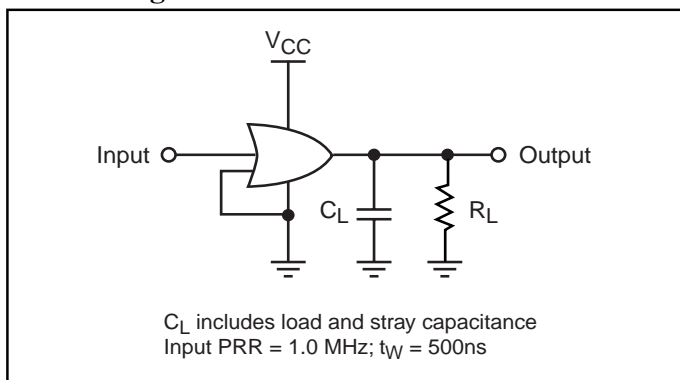 VCC
Input
Output
CL
RL
CL includes load and stray capacitance
Input PRR = 1.0 MHz; tW = 500ns